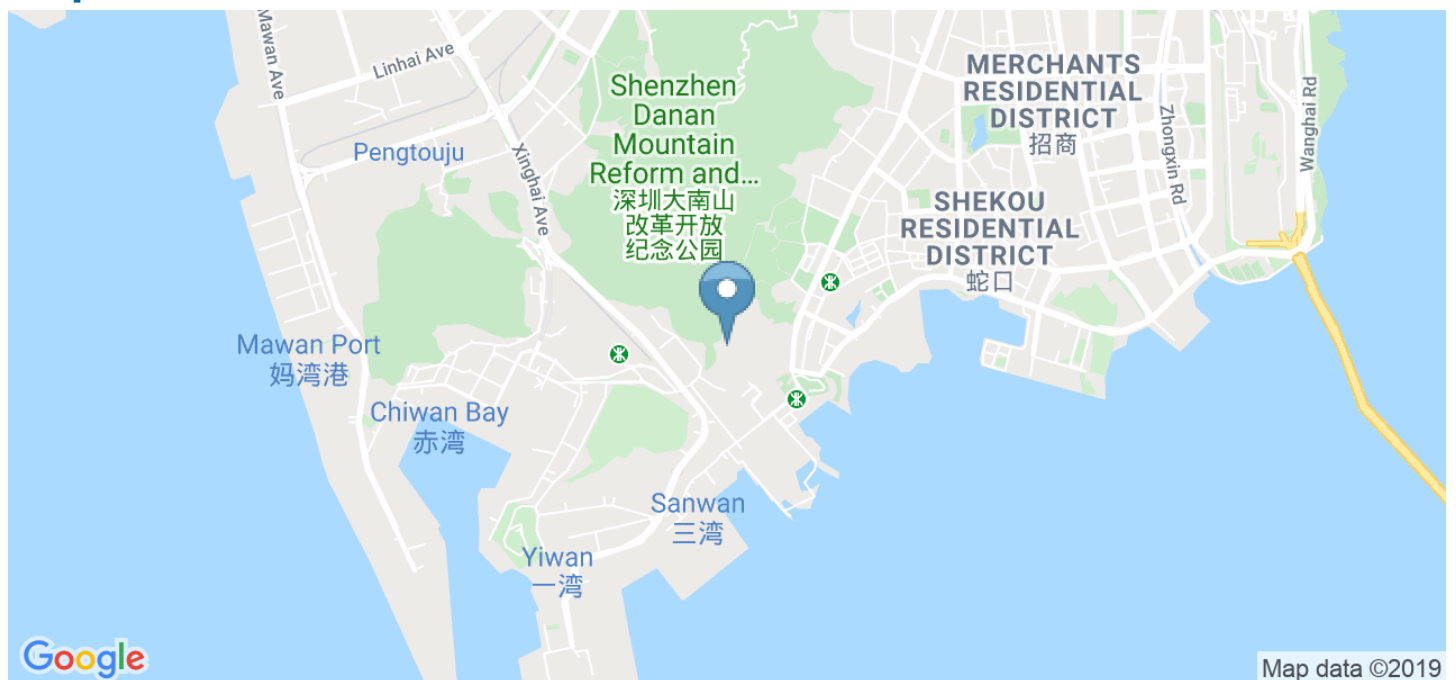 Mawan Ave
Linhai Ave
Pengtouju
Xinghai Ave
Shenzhen
Danan
Mountain
Reform and...
深圳大南山
改革开放
纪念公园
MERCHANTS
RESIDENTIAL
DISTRICT
招商
Zhongxin Rd
Wanghai Rd
SHEKOU
RESIDENTIAL
DISTRICT
蛇口
Mawan Port
妈湾港
Chiwan Bay
赤湾
Sanwan
三湾
Yiwan
一湾
Google
Map data ©2019